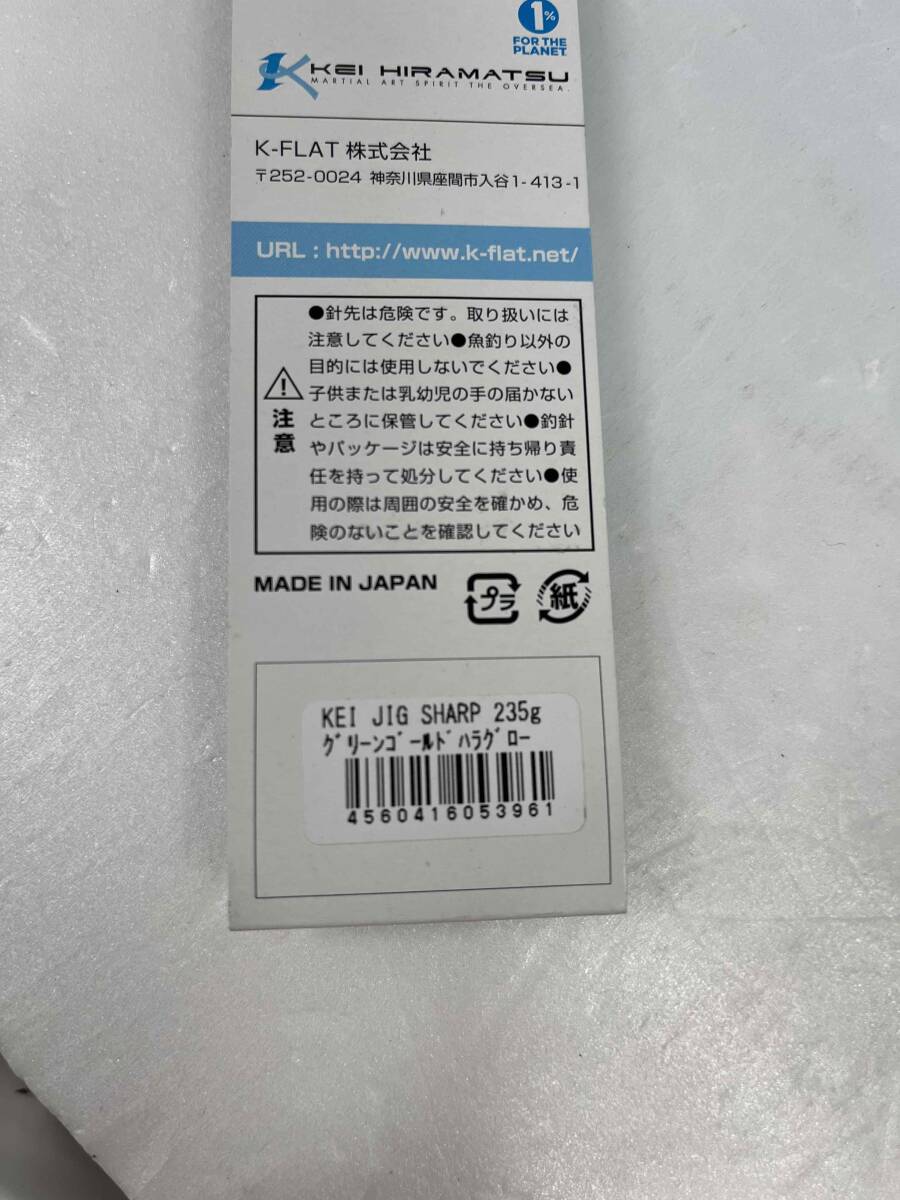 1%
FOR THE
PLANET
KEI HIRAMATSU
MARTIAL ART SPIRIT THE OVERSEA.
K-FLAT 株式会社
〒252-0024 神奈川県座間市入谷1-413-1
URL : http://www.k-flat.net/
注意
●針先は危険です。取り扱いには
注意してください●魚釣り以外の
目的には使用しないでください●
子供または乳幼児の手の届かない
ところに保管してください●釣針
やパッケージは安全に持ち帰り責
任を持って処分してください●使
用の際は周囲の安全を確かめ、危
険のないことを確認してください
MADE IN JAPAN
プラ
紙
KEI JIG SHARP 235g
ｸﾞﾘｰﾝｺﾞｰﾙﾄﾞﾊﾗｸﾞﾛｰ
4560416053961